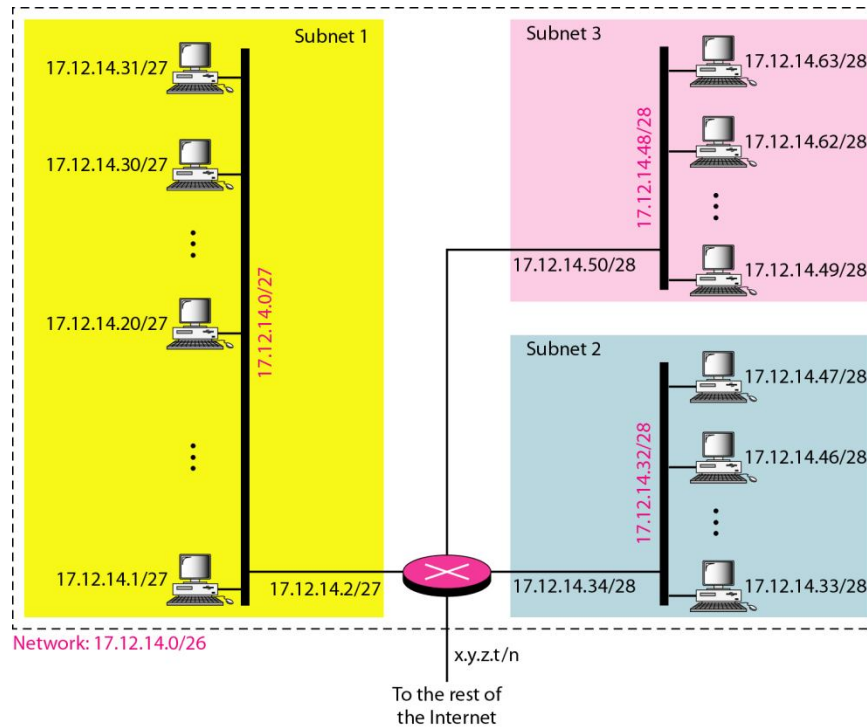 Subnet 1
17.12.14.31/27
17.12.14.30/27
17.12.14.0/27
17.12.14.20/27
17.12.14.1/27
17.12.14.2/27
Subnet 3
17.12.14.63/28
17.12.14.48/28
17.12.14.62/28
17.12.14.50/28
17.12.14.49/28
Subnet 2
17.12.14.47/28
17.12.14.32/28
17.12.14.46/28
17.12.14.34/28
17.12.14.33/28
Network: 17.12.14.0/26
x.y.z.t/n
To the rest of
the Internet